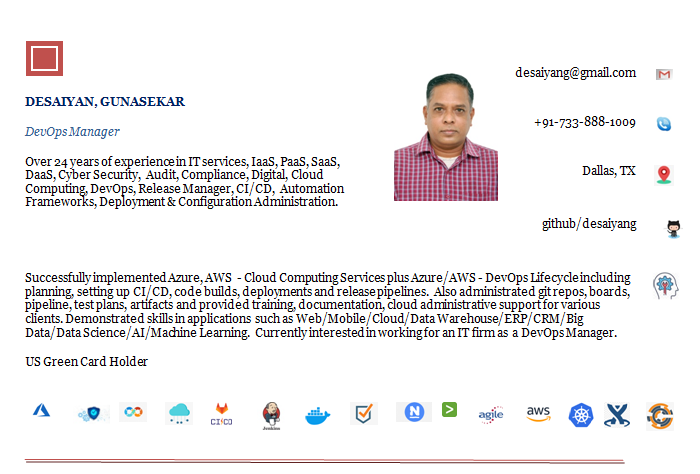 desaiyang@gmail.com
DESAIYAN, GUNASEKAR
+91-733-888-1009
DevOps Manager
Over 24 years of experience in IT services, IaaS, PaaS, SaaS,
DaaS, Cyber Security, Audit, Compliance, Digital, Cloud
Computing, DevOps, Release Manager, CI/CD, Automation
Frameworks, Deployment & Configuration Administration.
Dallas, TX
github/desaiyang
Successfully implemented Azure, AWS - Cloud Computing Services plus Azure/AWS - DevOps Lifecycle including
planning, setting up CI/CD, code builds, deployments and release pipelines. Also administrated git repos, boards,
pipeline, test plans, artifacts and provided training, documentation, cloud administrative support for various
clients. Demonstrated skills in applications such as Web/Mobile/Cloud/Data Warehouse/ERP/CRM/Big
Data/Data Science/AI/Machine Learning. Currently interested in working for an IT firm as a DevOps Manager.
US Green Card Holder
CI/CD
Jenkins
N
agile
aws